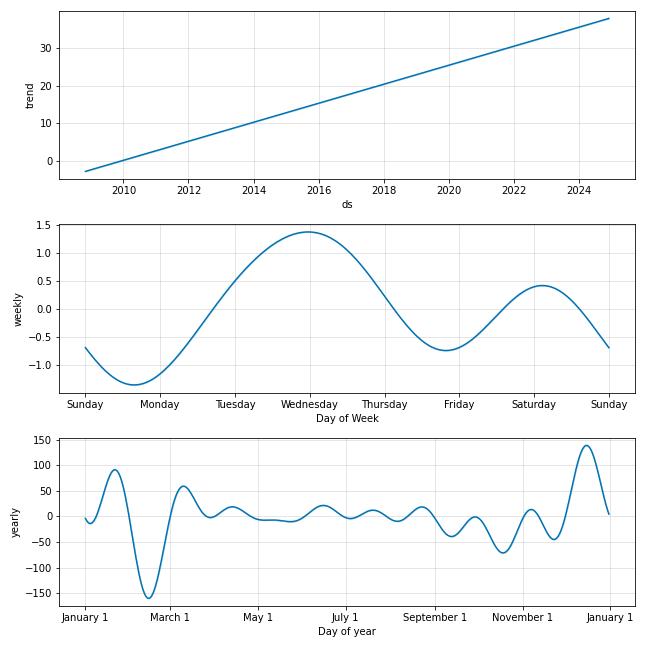 trend
30
20
10
0
2010 2012 2014 2016 2018 2020 2022 2024
ds
weekly
1.5
1.0
0.5
0.0
−0.5
−1.0
Sunday Monday Tuesday Wednesday Thursday Friday Saturday Sunday
Day of Week
yearly
150
100
50
0
−50
−100
−150
January 1 March 1 May 1 July 1 September 1 November 1 January 1
Day of year